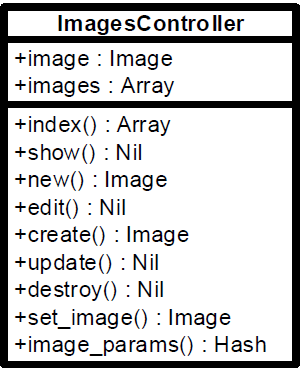 ImagesController
+image : Image
+images : Array
+index() : Array
+show() : Nil
+new() : Image
+edit() : Nil
+create() : Image
+update() : Nil
+destroy() : Nil
+set_image() : Image
+image_params() : Hash